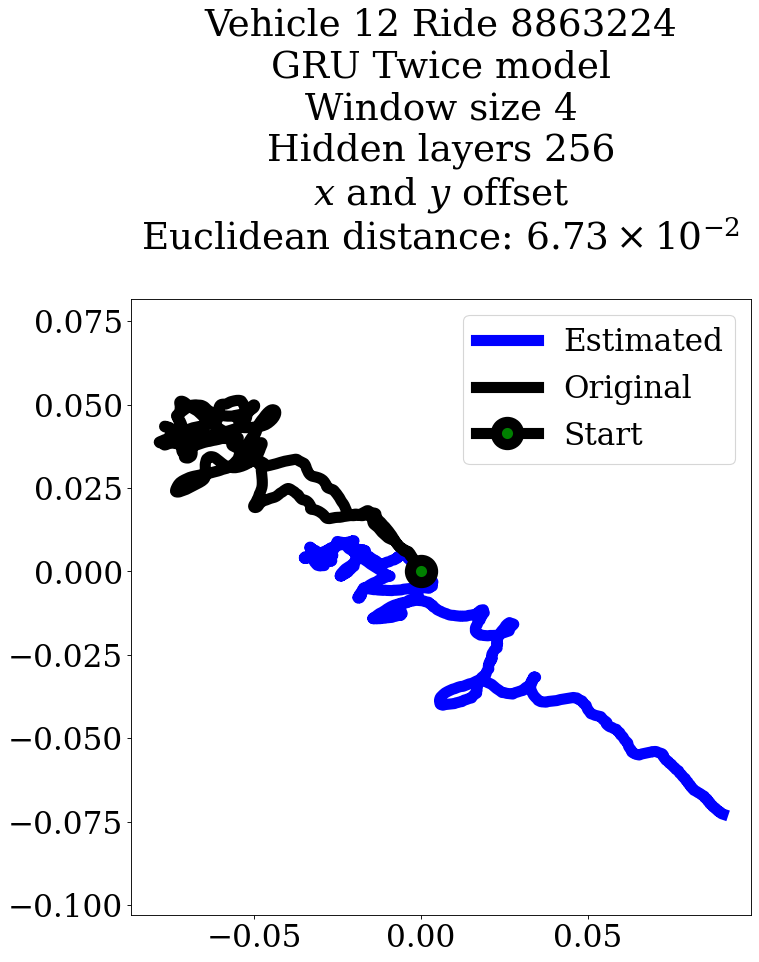 Vehicle 12 Ride 8863224
GRU Twice model
Window size 4
Hidden layers 256
x and y offset
Euclidean distance: 6.73 × 10⁻²
Estimated
Original
Start
0.075
0.050
0.025
0.000
−0.025
−0.050
−0.075
−0.100
−0.05 0.00 0.05